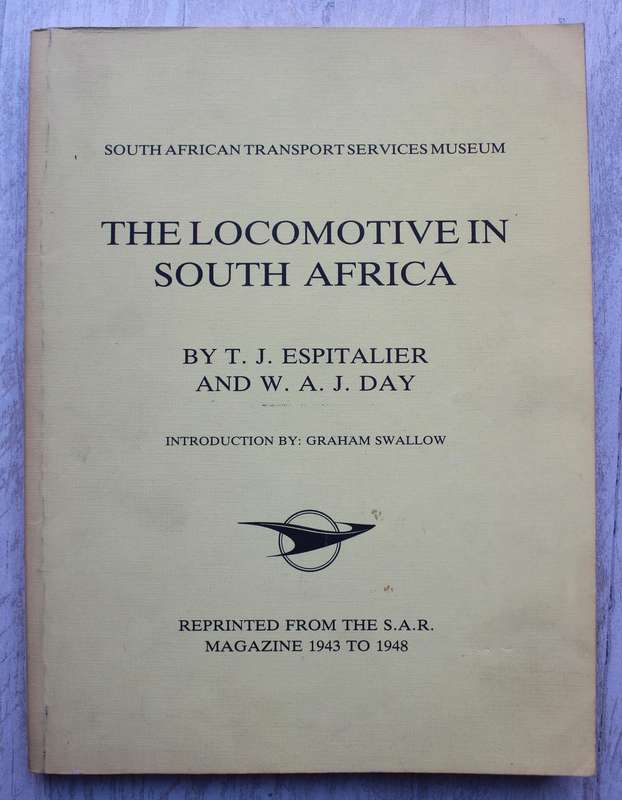 SOUTH AFRICAN TRANSPORT SERVICES MUSEUM
THE LOCOMOTIVE IN
SOUTH AFRICA
BY T. J. ESPITALIER
AND W. A. J. DAY
INTRODUCTION BY: GRAHAM SWALLOW
REPRINTED FROM THE S.A.R.
MAGAZINE 1943 TO 1948